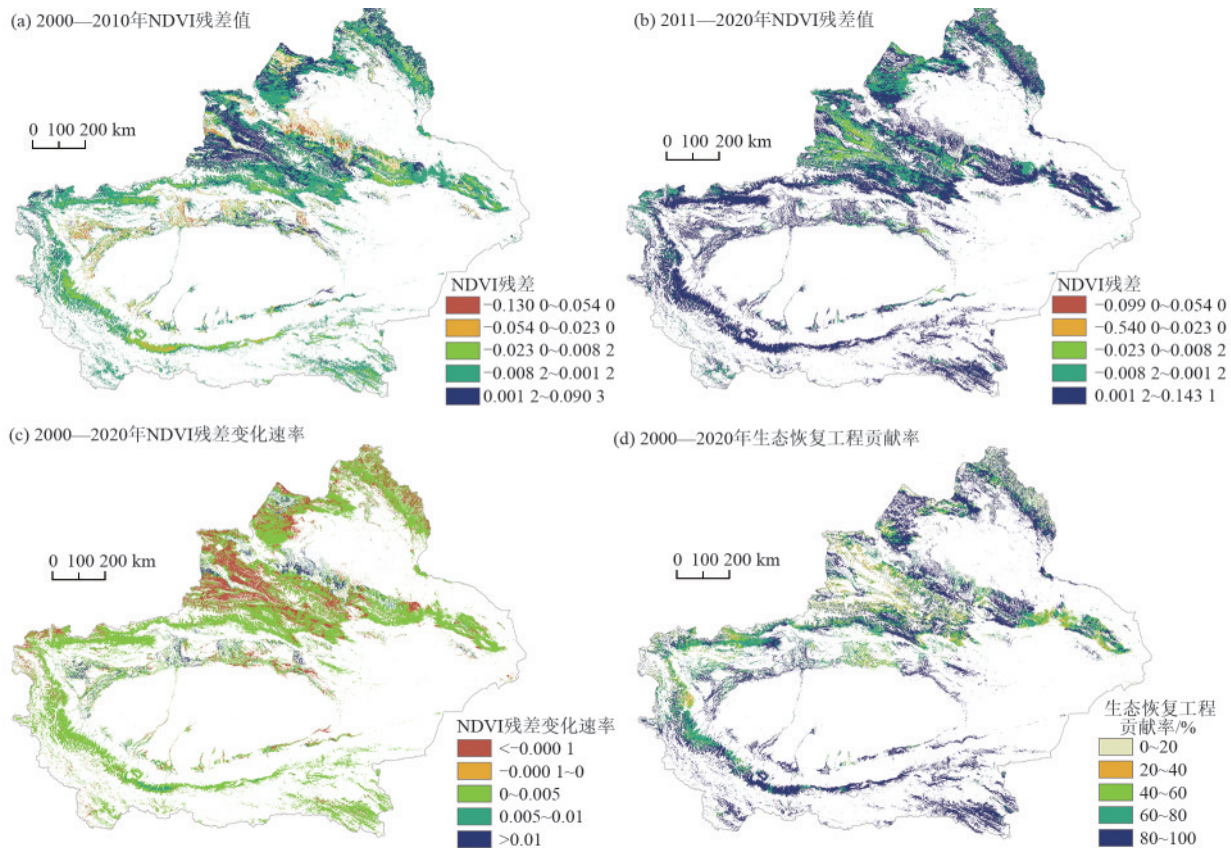 (a) 2000—2010年NDVI残差值
0 100 200 km
NDVI残差
−0.130 0~0.054 0
−0.054 0~0.023 0
−0.023 0~0.008 2
−0.008 2~0.001 2
0.001 2~0.090 3
(b) 2011—2020年NDVI残差值
0 100 200 km
NDVI残差
−0.099 0~0.054 0
−0.540 0~0.023 0
−0.023 0~0.008 2
−0.008 2~0.001 2
0.001 2~0.143 1
(c) 2000—2020年NDVI残差变化速率
0 100 200 km
NDVI残差变化速率
<−0.000 1
−0.000 1~0
0~0.005
0.005~0.01
>0.01
(d) 2000—2020年生态恢复工程贡献率
0 100 200 km
生态恢复工程
贡献率/%
0~20
20~40
40~60
60~80
80~100